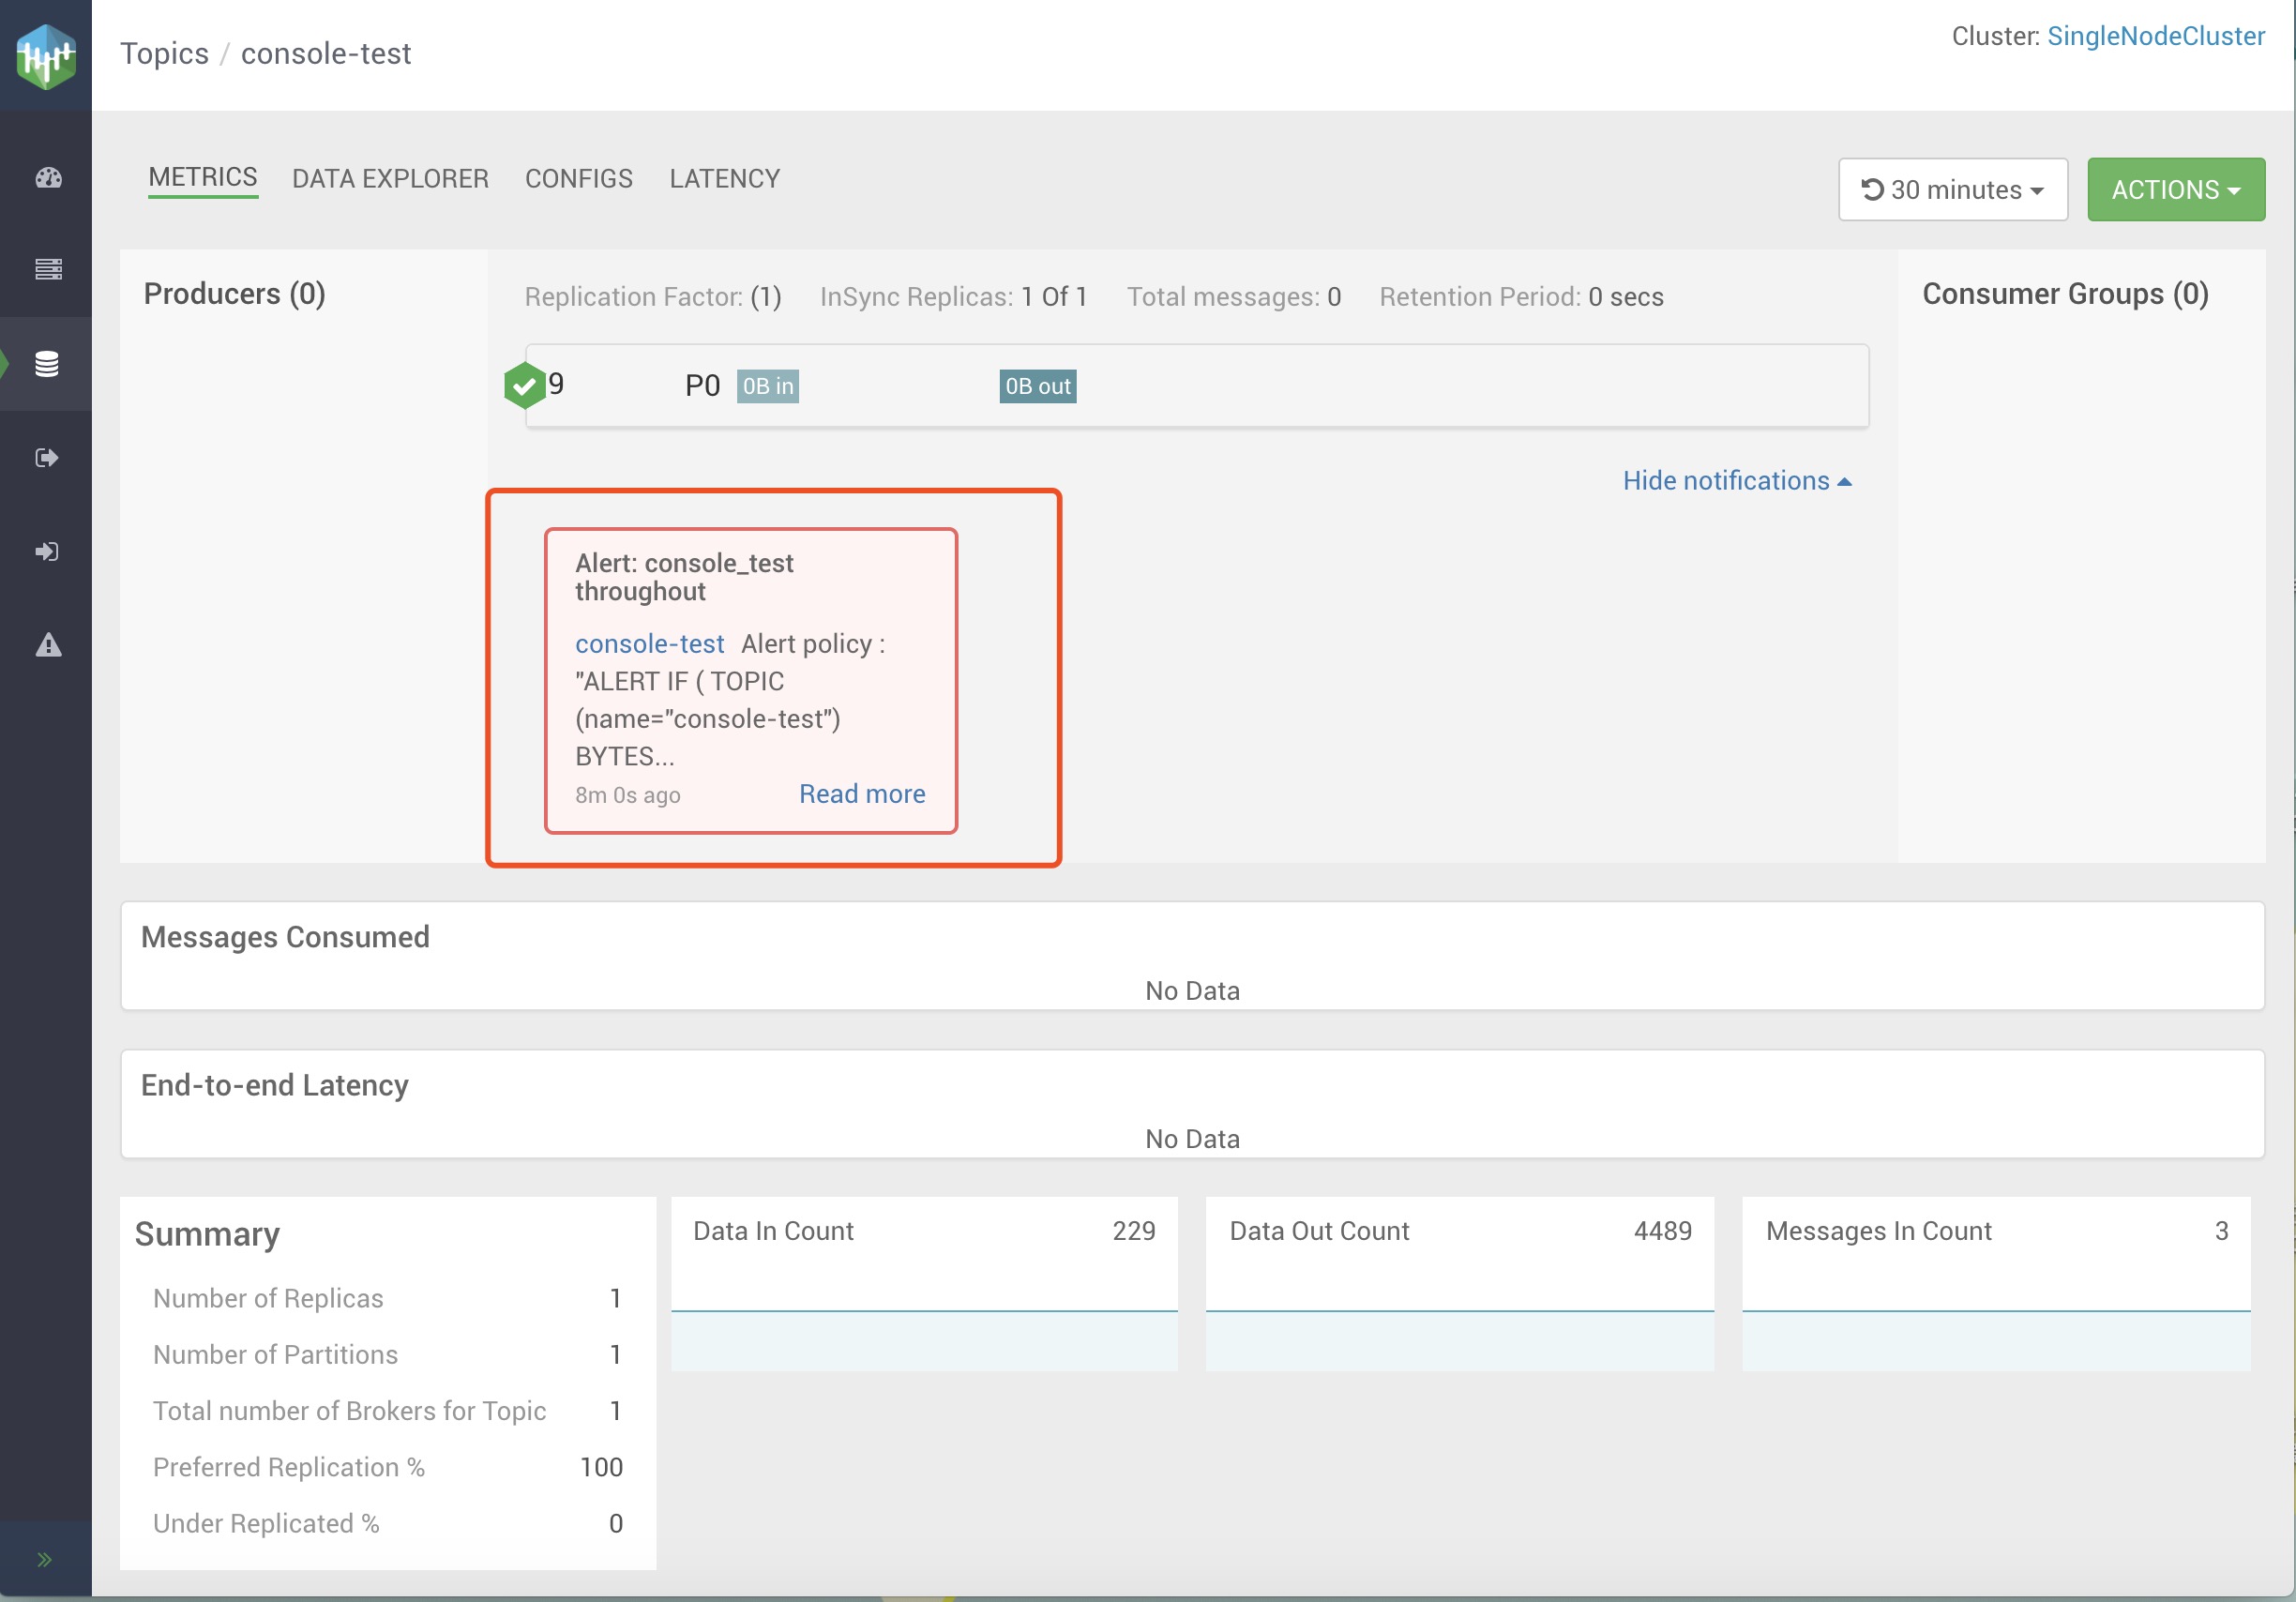 Topics / console-test
Cluster: SingleNodeCluster
METRICS DATA EXPLORER CONFIGS LATENCY
30 minutes
ACTIONS
Producers (0)
Replication Factor: (1) InSync Replicas: 1 Of 1 Total messages: 0 Retention Period: 0 secs
Consumer Groups (0)
9 P0 0B in 0B out
Hide notifications
Alert: console_test
throughout
console-test Alert policy :
"ALERT IF ( TOPIC
(name="console-test")
BYTES...
8m 0s ago Read more
Messages Consumed
No Data
End-to-end Latency
No Data
Summary
Number of Replicas 1
Number of Partitions 1
Total number of Brokers for Topic 1
Preferred Replication % 100
Under Replicated % 0
Data In Count 229
Data Out Count 4489
Messages In Count 3